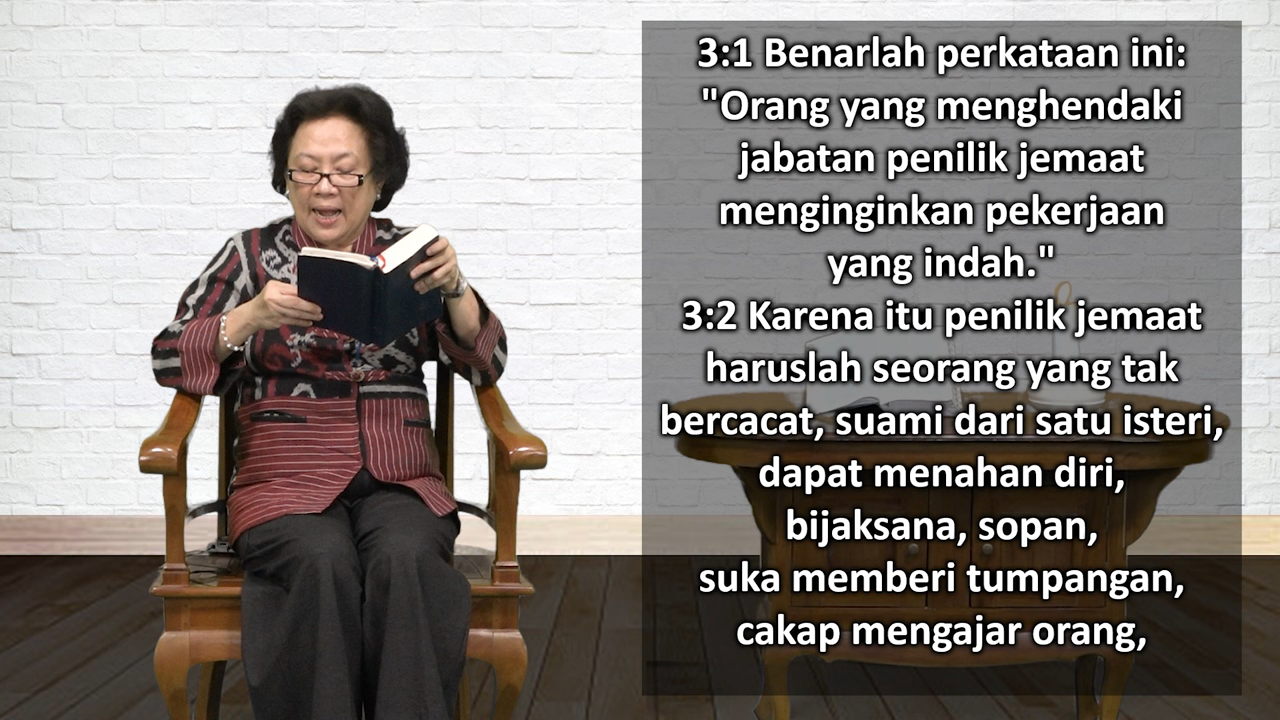 3:1 Benarlah perkataan ini:
"Orang yang menghendaki
jabatan penilik jemaat
menginginkan pekerjaan
yang indah."
3:2 Karena itu penilik jemaat
haruslah seorang yang tak
bercacat, suami dari satu isteri,
dapat menahan diri,
bijaksana, sopan,
suka memberi tumpangan,
cakap mengajar orang,